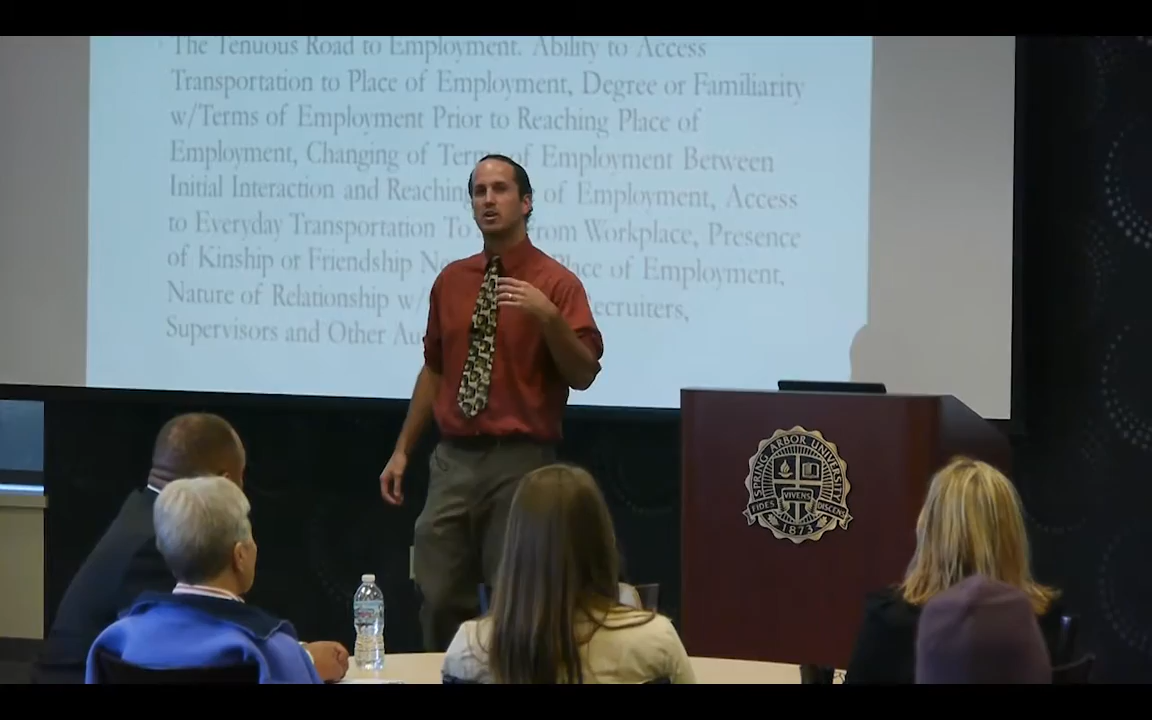 The Tenuous Road to Employment. Ability to Access
Transportation to Place of Employment, Degree or Familiarity
w/Terms of Employment Prior to Reaching Place of
Employment, Changing of Terms of Employment Between
Initial Interaction and Reaching of Employment, Access
to Everyday Transportation To From Workplace, Presence
of Kinship or Friendship Place of Employment,
Nature of Relationship w/ Recruiters,
Supervisors and Other
SPRING ARBOR UNIVERSITY
VIVENS
FIDES DISCENS
1873